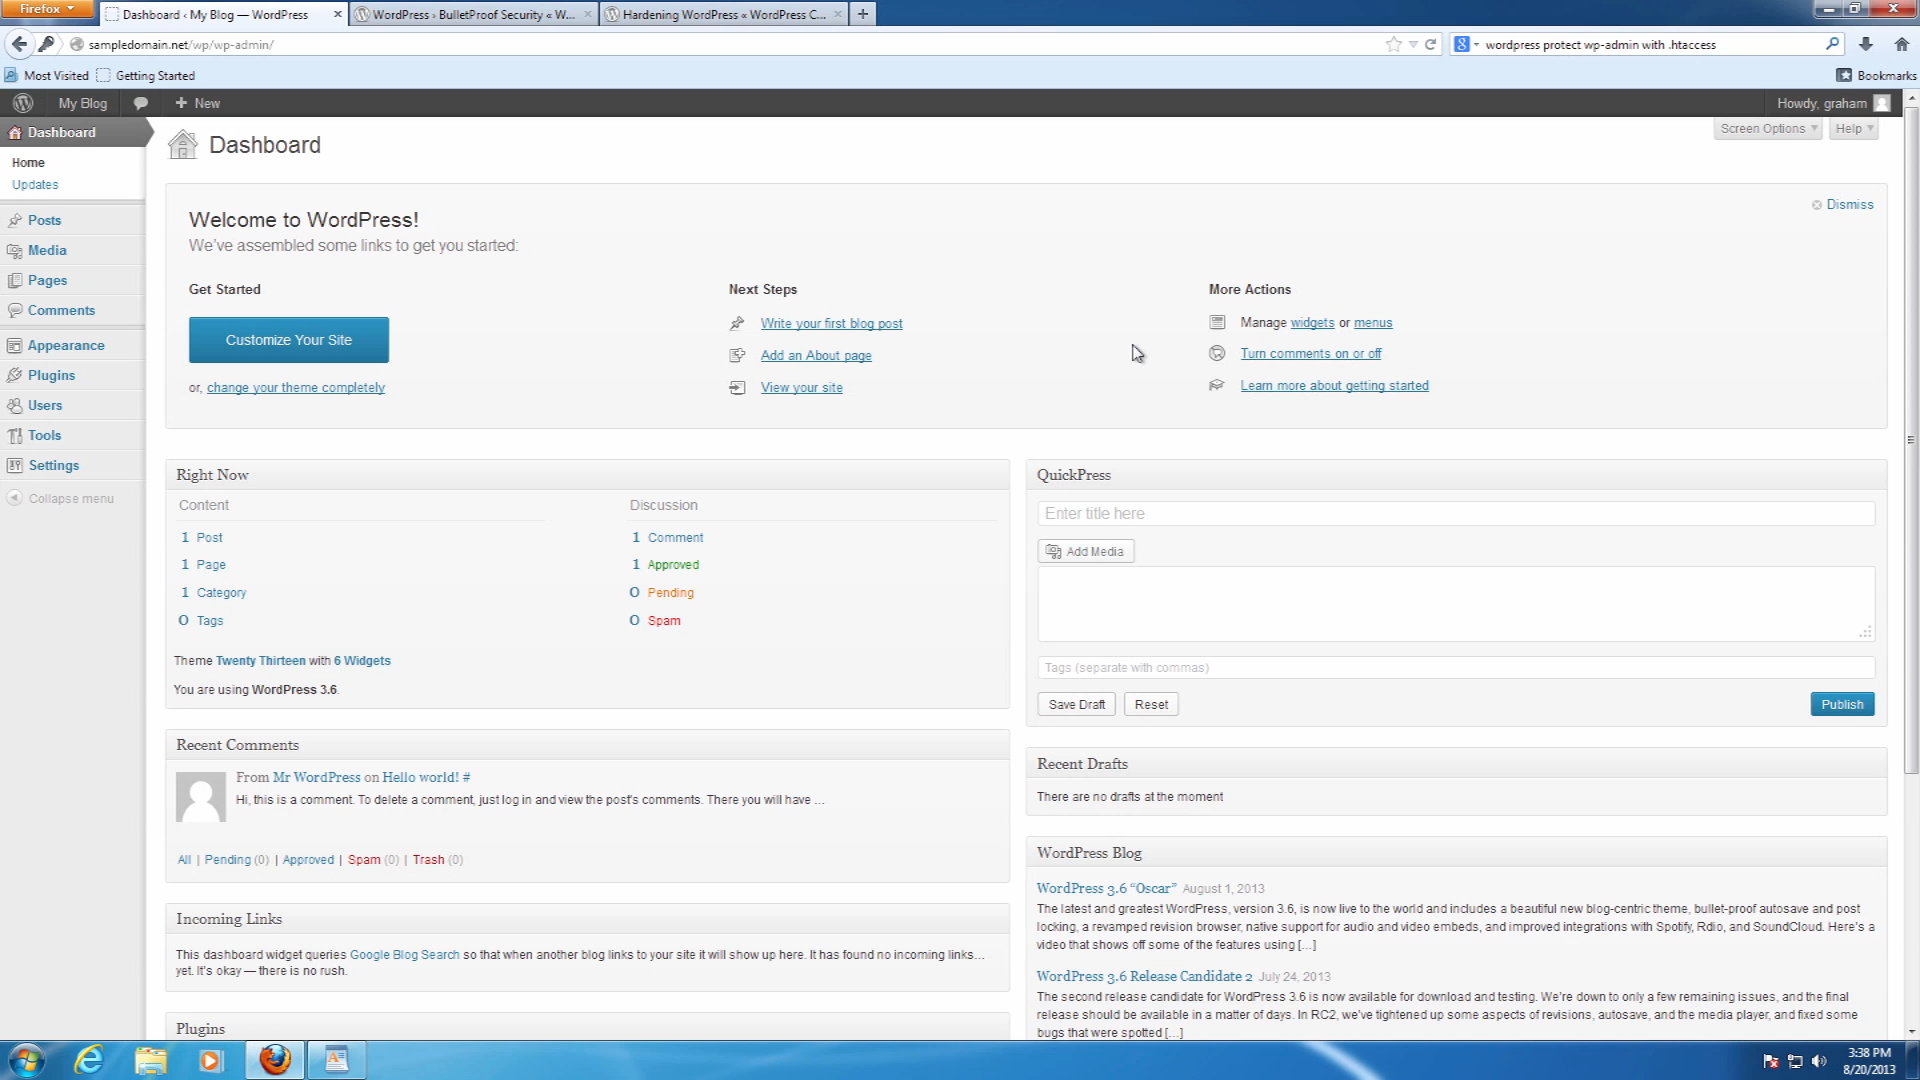 Firefox
Dashboard ‹ My Blog — WordPress
WordPress › BulletProof Security « W...
Hardening WordPress « WordPress C...
sampledomain.net/wp/wp-admin/
wordpress protect wp-admin with .htaccess
Most Visited
Getting Started
Bookmarks
My Blog
New
Howdy, graham
Dashboard
Home
Updates
Posts
Media
Pages
Comments
Appearance
Plugins
Users
Tools
Settings
Collapse menu
Dashboard
Screen Options
Help
Welcome to WordPress!
We've assembled some links to get you started:
Dismiss
Get Started
Customize Your Site
or, change your theme completely
Next Steps
Write your first blog post
Add an About page
View your site
More Actions
Manage widgets or menus
Turn comments on or off
Learn more about getting started
Right Now
Content
1 Post
1 Page
1 Category
0 Tags
Discussion
1 Comment
1 Approved
0 Pending
0 Spam
Theme Twenty Thirteen with 6 Widgets
You are using WordPress 3.6.
Recent Comments
From Mr WordPress on Hello world! #
Hi, this is a comment. To delete a comment, just log in and view the post's comments. There you will have ...
All | Pending (0) | Approved | Spam (0) | Trash (0)
Incoming Links
This dashboard widget queries Google Blog Search so that when another blog links to your site it will show up here. It has found no incoming links…
yet. It's okay — there is no rush.
Plugins
QuickPress
Enter title here
Add Media
Tags (separate with commas)
Save Draft
Reset
Publish
Recent Drafts
There are no drafts at the moment
WordPress Blog
WordPress 3.6 “Oscar” August 1, 2013
The latest and greatest WordPress, version 3.6, is now live to the world and includes a beautiful new blog-centric theme, bullet-proof autosave and post
locking, a revamped revision browser, native support for audio and video embeds, and improved integrations with Spotify, Rdio, and SoundCloud. Here's a
video that shows off some of the features using [...]
WordPress 3.6 Release Candidate 2 July 24, 2013
The second release candidate for WordPress 3.6 is now available for download and testing. We're down to only a few remaining issues, and the final
release should be available in a matter of days. In RC2, we've tightened up some aspects of revisions, autosave, and the media player, and fixed some
bugs that were spotted [...]
3:38 PM
8/20/2013